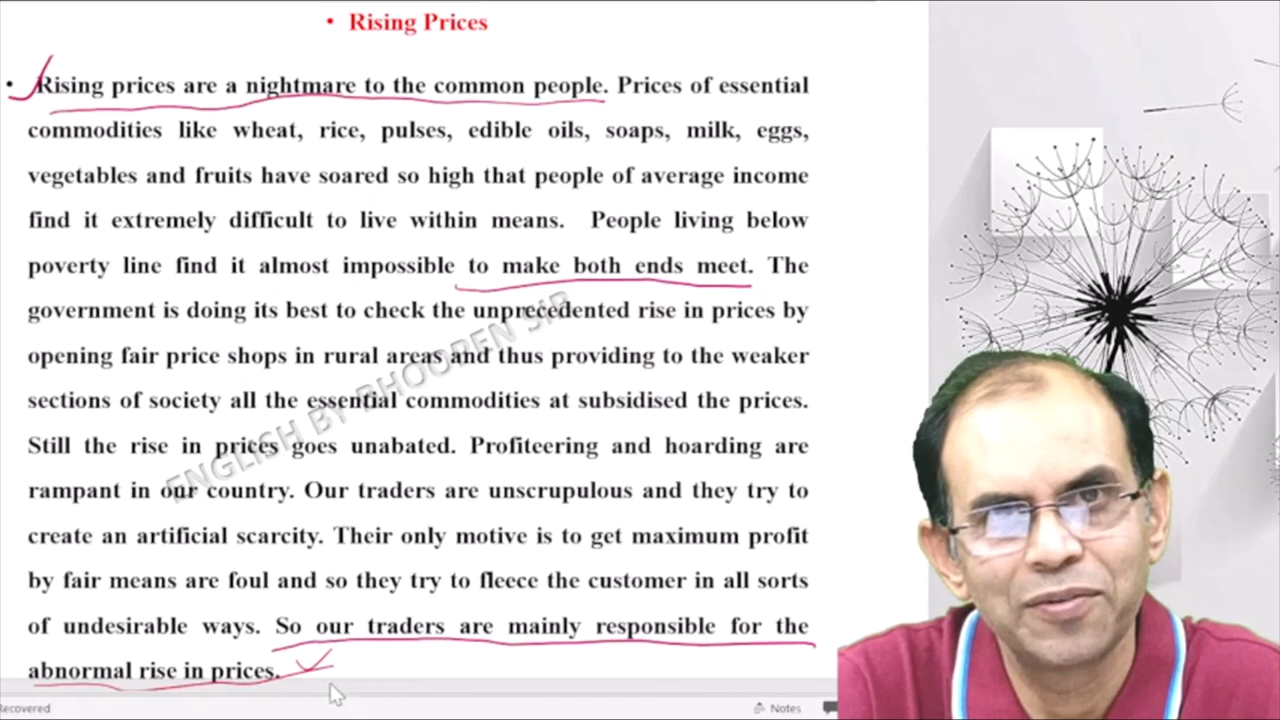 • Rising Prices
• Rising prices are a nightmare to the common people. Prices of essential
commodities like wheat, rice, pulses, edible oils, soaps, milk, eggs,
vegetables and fruits have soared so high that people of average income
find it extremely difficult to live within means. People living below
poverty line find it almost impossible to make both ends meet. The
government is doing its best to check the unprecedented rise in prices by
opening fair price shops in rural areas and thus providing to the weaker
sections of society all the essential commodities at subsidised the prices.
Still the rise in prices goes unabated. Profiteering and hoarding are
rampant in our country. Our traders are unscrupulous and they try to
create an artificial scarcity. Their only motive is to get maximum profit
by fair means are foul and so they try to fleece the customer in all sorts
of undesirable ways. So our traders are mainly responsible for the
abnormal rise in prices.
ENGLISH BY BHOOPEN SIR
Recovered
Notes